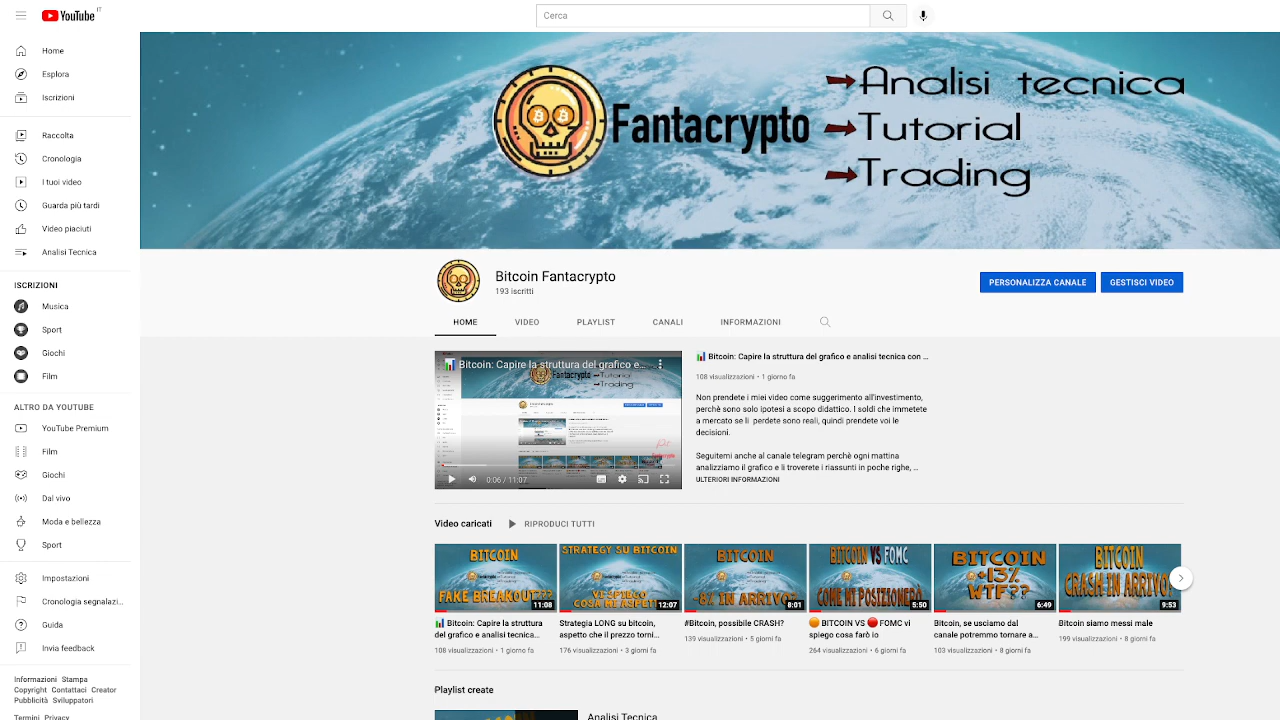 YouTube IT
Cerca
Home
Esplora
Iscrizioni
Raccolta
Cronologia
I tuoi video
Guarda più tardi
Video piaciuti
Analisi Tecnica
ISCRIZIONI
Musica
Sport
Giochi
Film
ALTRO DA YOUTUBE
YouTube Premium
Film
Giochi
Dal vivo
Moda e bellezza
Sport
Impostazioni
Cronologia segnalazi...
Guida
Invia feedback
Informazioni Stampa
Copyright Contattaci Creator
Pubblicità Sviluppatori
Termini Privacy
Fantacrypto
Analisi tecnica
Tutorial
Trading
Bitcoin Fantacrypto
193 iscritti
PERSONALIZZA CANALE
GESTISCI VIDEO
HOME VIDEO PLAYLIST CANALI INFORMAZIONI
📊 Bitcoin: Capire la struttura del grafico e...
Fantacrypto
Tutorial
Trading
0:06 / 11:07
📊 Bitcoin: Capire la struttura del grafico e analisi tecnica con ...
108 visualizzazioni • 1 giorno fa
Non prendete i miei video come suggerimento all'investimento,
perchè sono solo ipotesi a scopo didattico. I soldi che immetete
a mercato se li perdete sono reali, quindi prendete voi le
decisioni.
Seguitemi anche al canale telegram perchè ogni mattina
analizziamo il grafico e li troverete i riassunti in poche righe, ...
ULTERIORI INFORMAZIONI
Video caricati
RIPRODUCI TUTTI
BITCOIN
FAKE BREAKOUT???
11:08
📊 Bitcoin: Capire la struttura
del grafico e analisi tecnica...
108 visualizzazioni • 1 giorno fa
STRATEGY SU BITCOIN
VI SPIEGO
COSA MI ASPETT
12:07
Strategia LONG su bitcoin,
aspetto che il prezzo torni...
176 visualizzazioni • 3 giorni fa
BITCOIN
-8% IN ARRIVO?
8:01
#Bitcoin, possibile CRASH?
139 visualizzazioni • 5 giorni fa
BITCOIN VS FOMC
COME MI POSIZIONERÒ
5:50
🟠 BITCOIN VS 🔴 FOMC vi
spiego cosa farò io
264 visualizzazioni • 6 giorni fa
BITCOIN
+13%
WTF??
6:49
Bitcoin, se usciamo dal
canale potremmo tornare a...
103 visualizzazioni • 8 giorni fa
BITCOIN
CRASH IN ARRIVO?
9:53
Bitcoin siamo messi male
199 visualizzazioni • 8 giorni fa
Playlist create
Analisi Tecnica